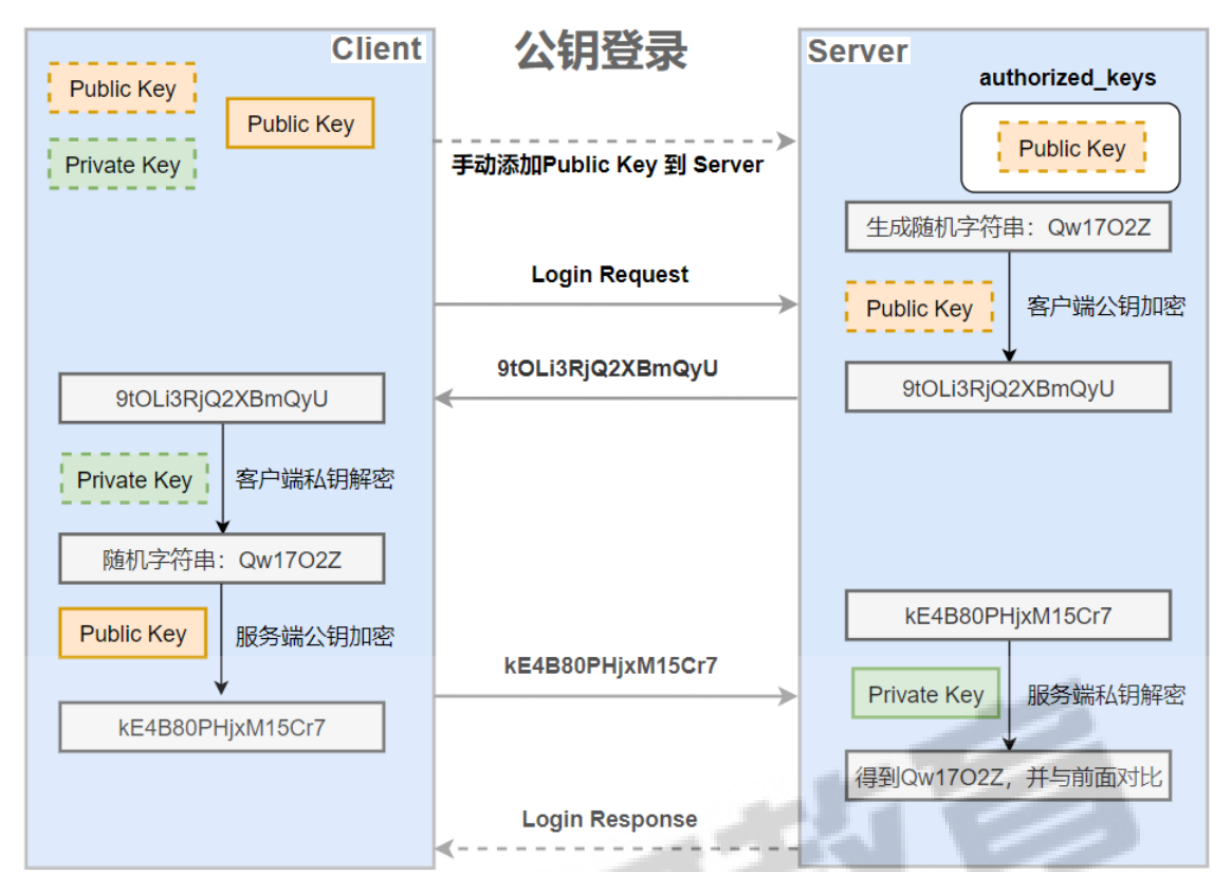 Client
公钥登录
Server
authorized_keys
Public Key
Public Key
Private Key
手动添加Public Key 到 Server
Public Key
生成随机字符串：Qw17O2Z
Login Request
Public Key
客户端公钥加密
9tOLi3RjQ2XBmQyU
9tOLi3RjQ2XBmQyU
9tOLi3RjQ2XBmQyU
Private Key
客户端私钥解密
随机字符串：Qw17O2Z
Public Key
服务端公钥加密
kE4B80PHjxM15Cr7
kE4B80PHjxM15Cr7
kE4B80PHjxM15Cr7
Private Key
服务端私钥解密
得到Qw17O2Z，并与前面对比
Login Response
教育